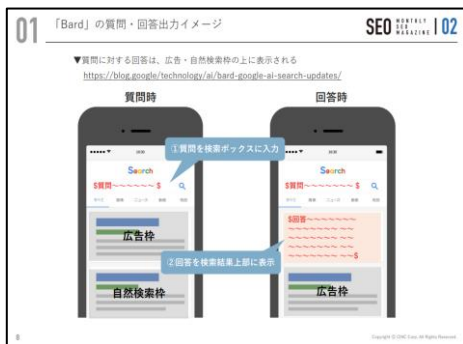 01
「Bard」の質問・回答出力イメージ
SEO MONTHLY SEO MAGAZINE | 02
▼質問に対する回答は、広告・自然検索枠の上に表示される
https://blog.google/technology/ai/bard-google-ai-search-updates/
質問時
回答時
①質問を検索ボックスに入力
Search
$質問~~~~~~ $
広告枠
自然検索枠
Search
$質問~~~~~~ $
$回答~~~~~~~
~~~~~~~ ~~
~~~~~~~ ~~
~~~~~~~ ~~$
②回答を検索結果上部に表示
広告枠